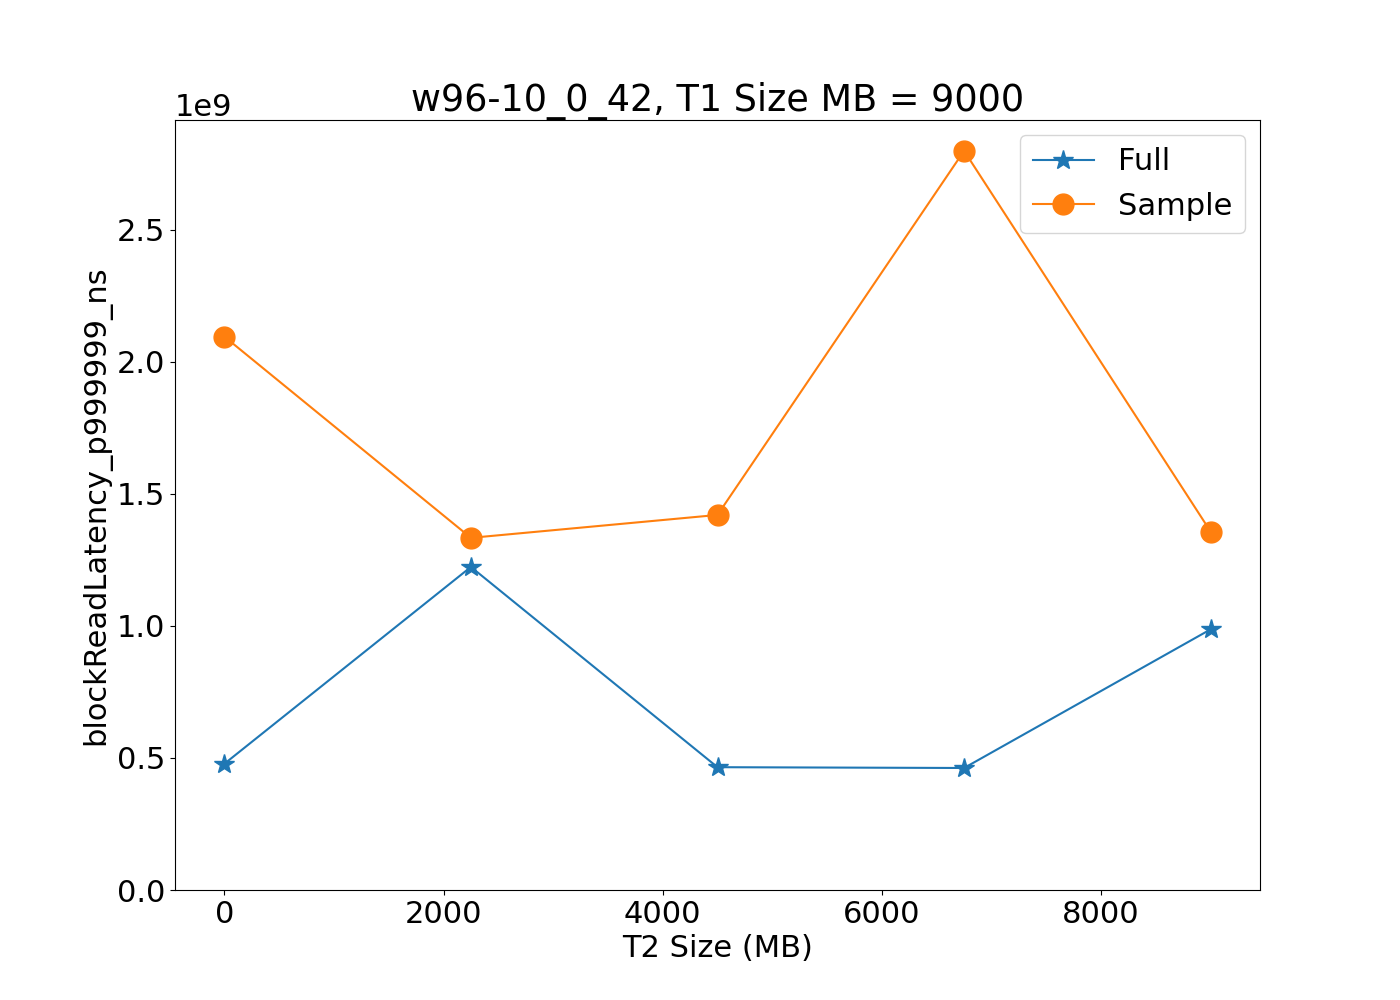 1e9
w96-10_0_42, T1 Size MB = 9000
Full
Sample
blockReadLatency_p999999_ns
2.5
2.0
1.5
1.0
0.5
0.0
0 2000 4000 6000 8000
T2 Size (MB)